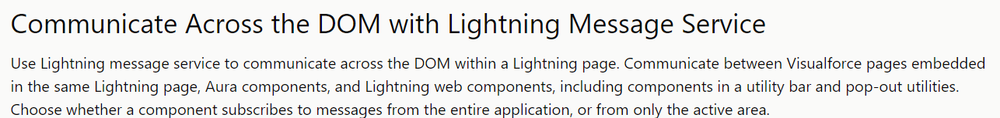 Communicate Across the DOM with Lightning Message Service
Use Lightning message service to communicate across the DOM within a Lightning page. Communicate between Visualforce pages embedded
in the same Lightning page, Aura components, and Lightning web components, including components in a utility bar and pop-out utilities.
Choose whether a component subscribes to messages from the entire application, or from only the active area.